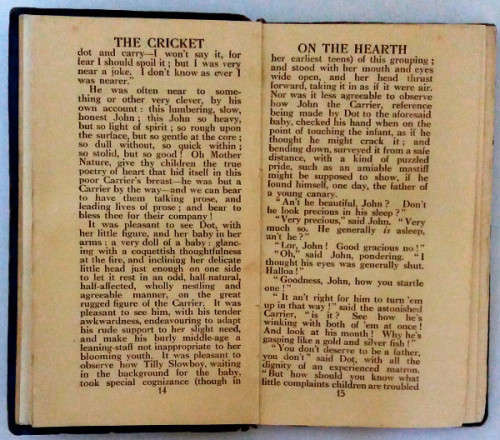 THE CRICKET
dot and carry—I won't say it, for
fear I should spoil it; but I was very
near a joke. I don't know as ever I
was nearer."
He was often near to some-
thing or other very clever, by his
own account: this lumbering, slow,
honest John; this John so heavy,
but so light of spirit; so rough upon
the surface, but so gentle at the core;
so dull without, so quick within;
so stolid, but so good! Oh Mother
Nature, give thy children the true
poetry of heart that hid itself in this
poor Carrier's breast—he was but a
Carrier by the way—and we can bear
to have them talking prose, and
leading lives of prose; and bear to
bless thee for their company!
It was pleasant to see Dot, with
her little figure, and her baby in her
arms: a very doll of a baby: glanc-
ing with a coquettish thoughtfulness
at the fire, and inclining her delicate
little head just enough on one side
to let it rest in an odd, half-natural,
half-affected, wholly nestling and
agreeable manner, on the great
rugged figure of the Carrier. It was
pleasant to see him, with his tender
awkwardness, endeavouring to adapt
his rude support to her slight need,
and make his burly middle-age a
leaning-staff not inappropriate to her
blooming youth. It was pleasant to
observe how Tilly Slowboy, waiting
in the background for the baby,
took special cognizance (though in
14
ON THE HEARTH
her earliest teens) of this grouping;
and stood with her mouth and eyes
wide open, and her head thrust
forward, taking it in as if it were air.
Nor was it less agreeable to observe
how John the Carrier, reference
being made by Dot to the aforesaid
baby, checked his hand when on the
point of touching the infant, as if he
thought he might crack it; and
bending down, surveyed it from a safe
distance, with a kind of puzzled
pride, such as an amiable mastiff
might be supposed to show, if he
found himself, one day, the father of
a young canary.
"An't he beautiful, John? Don't
he look precious in his sleep?"
"Very precious," said John. "Very
much so. He generally is asleep,
an't he?"
"Lor, John! Good gracious no!"
"Oh," said John, pondering. "I
thought his eyes was generally shut.
Halloa!"
"Goodness, John, how you startle
one!"
"It an't right for him to turn 'em
up in that way!" said the astonished
Carrier, "is it? See how he's
winking with both of 'em at once!
And look at his mouth! Why he's
gasping like a gold and silver fish!"
"You don't deserve to be a father,
you don't" said Dot, with all the
dignity of an experienced matron.
"But how should you know what
little complaints children are troubled
15